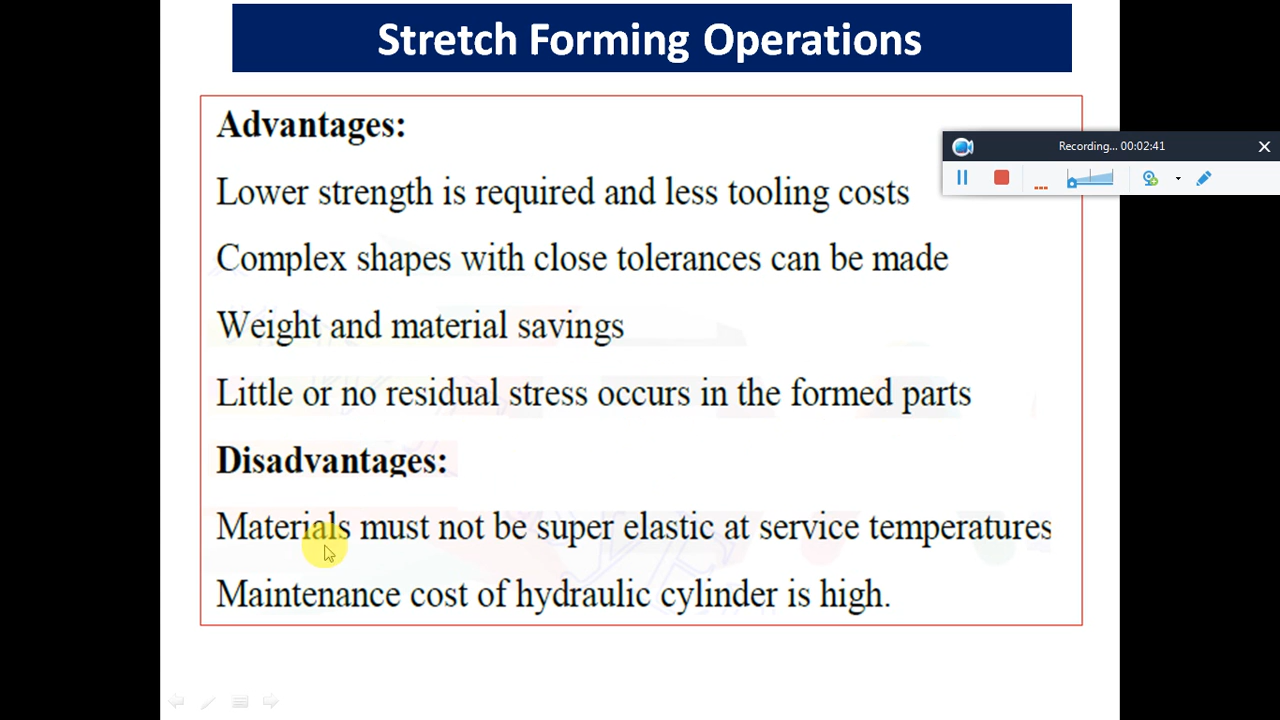 Stretch Forming Operations
Advantages:
Recording... 00:02:41
Lower strength is required and less tooling costs
Complex shapes with close tolerances can be made
Weight and material savings
Little or no residual stress occurs in the formed parts
Disadvantages:
Materials must not be super elastic at service temperatures
Maintenance cost of hydraulic cylinder is high.